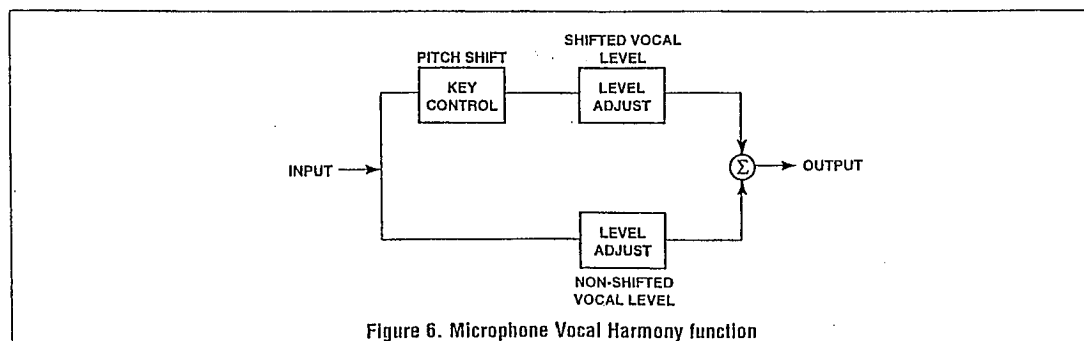 PITCH SHIFT
KEY
CONTROL
SHIFTED VOCAL
LEVEL
LEVEL
ADJUST
INPUT
Σ
OUTPUT
LEVEL
ADJUST
NON-SHIFTED
VOCAL LEVEL
Figure 6. Microphone Vocal Harmony function